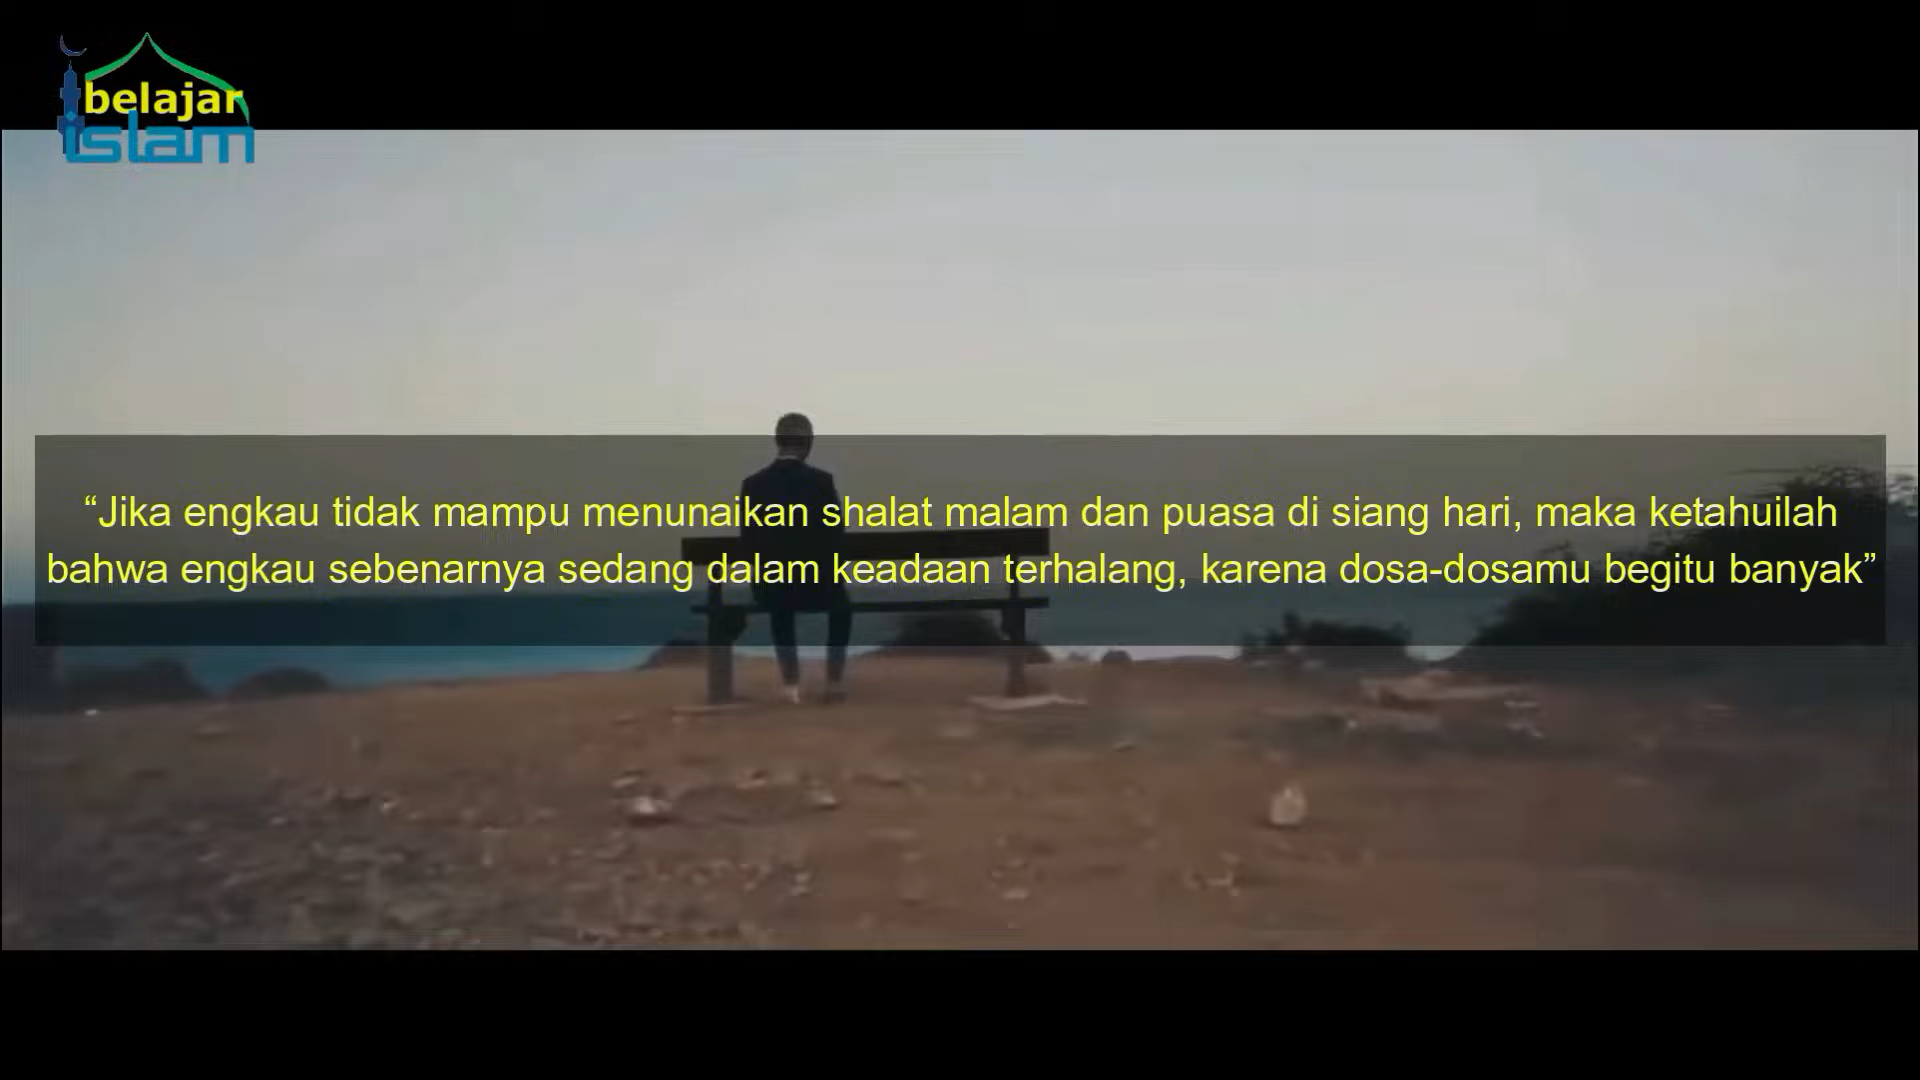 belajar
islam
“Jika engkau tidak mampu menunaikan shalat malam dan puasa di siang hari, maka ketahuilah
bahwa engkau sebenarnya sedang dalam keadaan terhalang, karena dosa-dosamu begitu banyak”